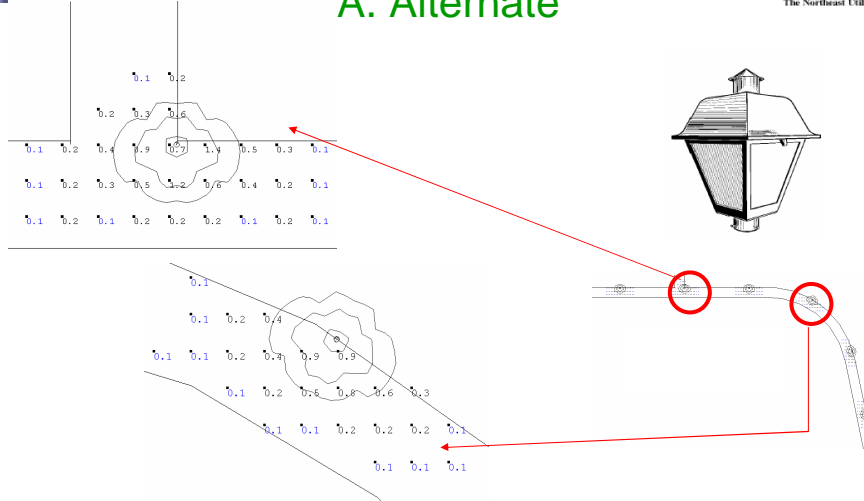 A. Alternate
The Northeast Util
0.1 0.2
0.2 0.3 0.6
0.1 0.2 0.4 0.9 0.7 1.4 0.5 0.3 0.1
0.1 0.2 0.3 0.5 1.2 0.6 0.4 0.2 0.1
0.1 0.2 0.1 0.2 0.2 0.2 0.1 0.2 0.1
0.1
0.1 0.2 0.4
0.1 0.1 0.2 0.4 0.9 0.9
0.1 0.2 0.5 0.8 0.6 0.3
0.1 0.1 0.2 0.2 0.2 0.1
0.1 0.1 0.1